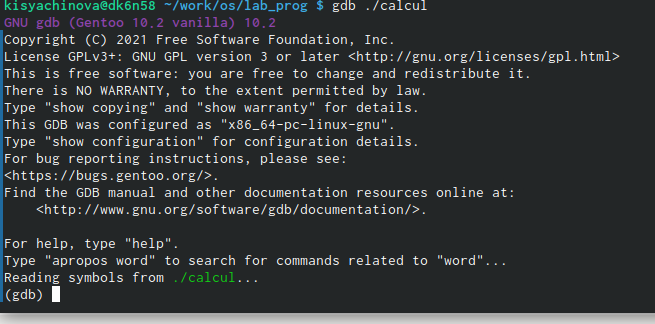 kisyachinova@dk6n58 ~/work/os/lab_prog $ gdb ./calcul
GNU gdb (Gentoo 10.2 vanilla) 10.2
Copyright (C) 2021 Free Software Foundation, Inc.
License GPLv3+: GNU GPL version 3 or later <http://gnu.org/licenses/gpl.html>
This is free software: you are free to change and redistribute it.
There is NO WARRANTY, to the extent permitted by law.
Type "show copying" and "show warranty" for details.
This GDB was configured as "x86_64-pc-linux-gnu".
Type "show configuration" for configuration details.
For bug reporting instructions, please see:
<https://bugs.gentoo.org/>.
Find the GDB manual and other documentation resources online at:
    <http://www.gnu.org/software/gdb/documentation/>.

For help, type "help".
Type "apropos word" to search for commands related to "word"...
Reading symbols from ./calcul...
(gdb)